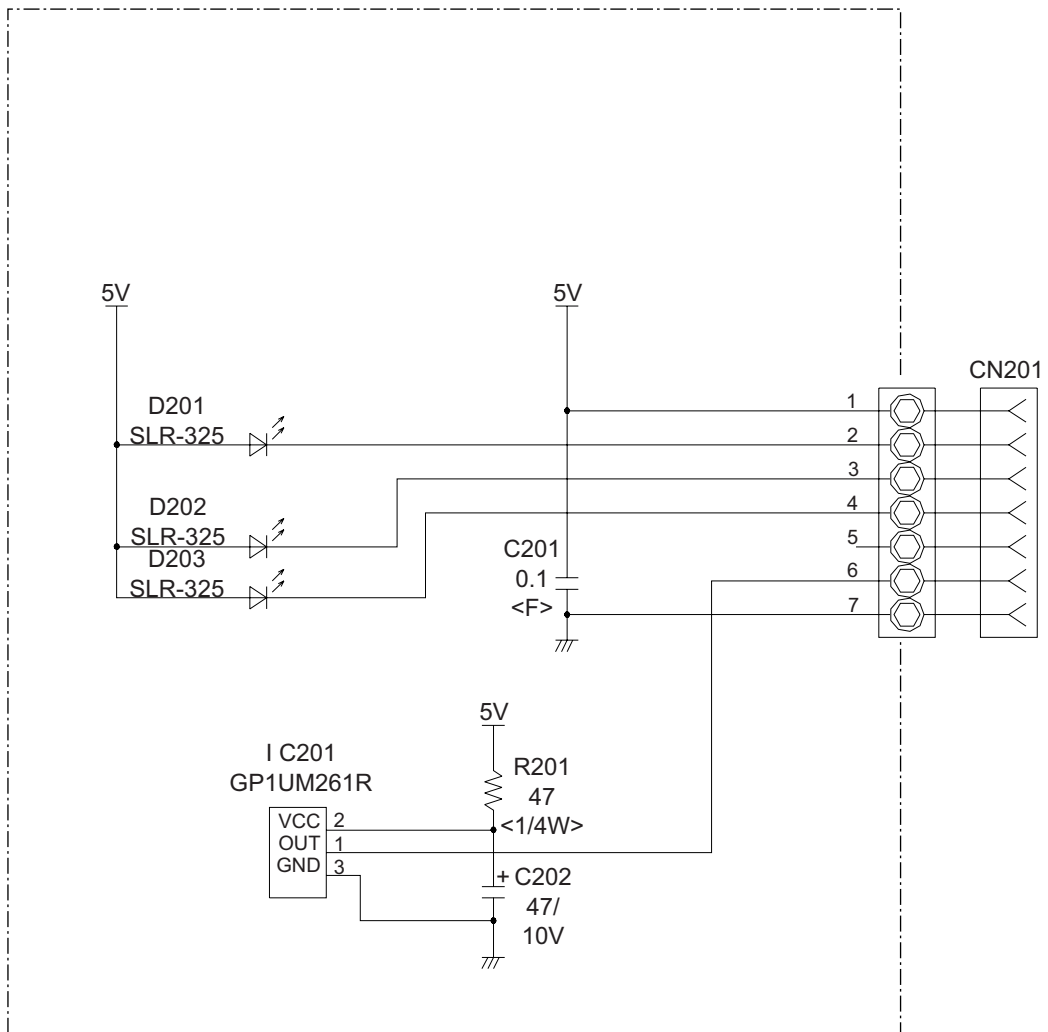 5V
5V
CN201
D201
SLR-325
D202
SLR-325
D203
SLR-325
1
2
3
4
5
6
7
C201
0.1
<F>
5V
I C201
GP1UM261R
R201
47
<1/4W>
VCC 2
OUT 1
GND 3
+ C202
47/
10V